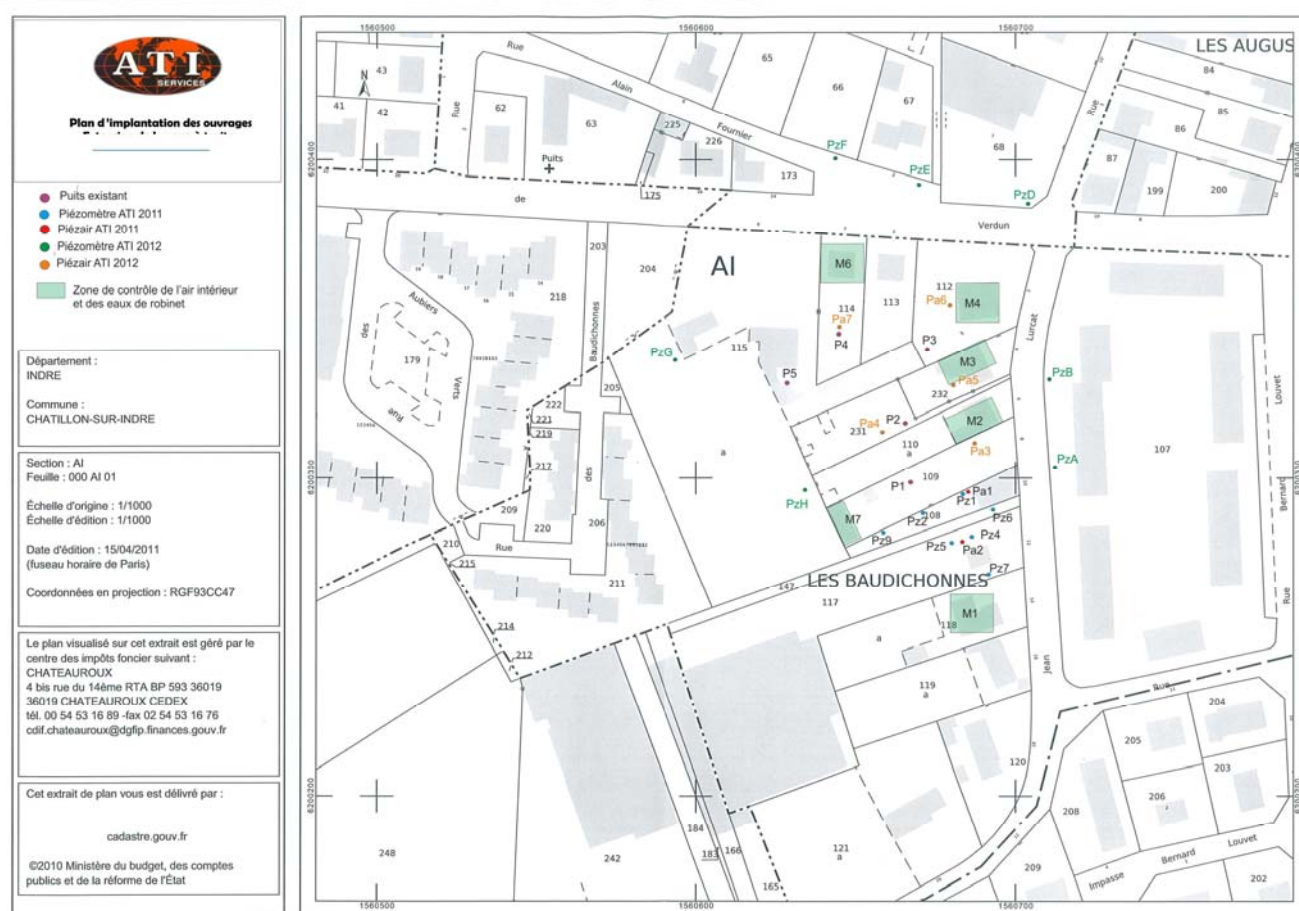 ATI
SERVICES
Plan d'implantation des ouvrages
Puits existant
Piézomètre ATI 2011
Piézair ATI 2011
Piézomètre ATI 2012
Piézair ATI 2012
Zone de contrôle de l'air intérieur
et des eaux de robinet
Département :
INDRE
Commune :
CHATILLON-SUR-INDRE
Section : AI
Feuille : 000 AI 01
Échelle d'origine : 1/1000
Échelle d'édition : 1/1000
Date d'édition : 15/04/2011
(fuseau horaire de Paris)
Coordonnées en projection : RGF93CC47
Le plan visualisé sur cet extrait est géré par le
centre des impôts foncier suivant :
CHATEAUROUX
4 bis rue du 14ème RTA BP 593 36019
36019 CHATEAUROUX CEDEX
tél. 00 54 53 16 89 -fax 02 54 53 16 76
cdif.chateauroux@dgfip.finances.gouv.fr
Cet extrait de plan vous est délivré par :
cadastre.gouv.fr
©2010 Ministère du budget, des comptes
publics et de la réforme de l'État
1560500
1560600
1560700
LES AUGUS
43
41
42
N
Rue
62
63
Rue
Alain
Fournier
65
66
67
68
Rue
84
85
86
87
199
200
225
226
173
175
Puits
PzF
PzE
PzD
6200400
6200400
de
Verdun
203
204
AI
218
Baudichonnes
des
Aubiers
Verts
Rue
179
M6
114
113
112
Pa7
P4
Pa6
M4
P3
M3
Pa5
232
Lurcat
PzG
115
P5
PzB
205
222
221
219
217
Pa4
231
P2
M2
110
a
Pa3
PzA
107
Louvet
Bernard
Rue
a
109
P1
Pa1
Pz1
PzH
M7
108
Pz2
Pz6
Pz9
Pz5
Pz4
Pa2
Pz7
209
220
des
206
210
215
Rue
211
147
LES BAUDICHONNES
117
M1
118
a
214
212
119
a
Jean
Rue
204
205
203
206
120
208
6200200
6200200
248
242
184
183
166
165
121
a
209
Impasse
Bernard
Louvet
202
1560500
1560600
1560700